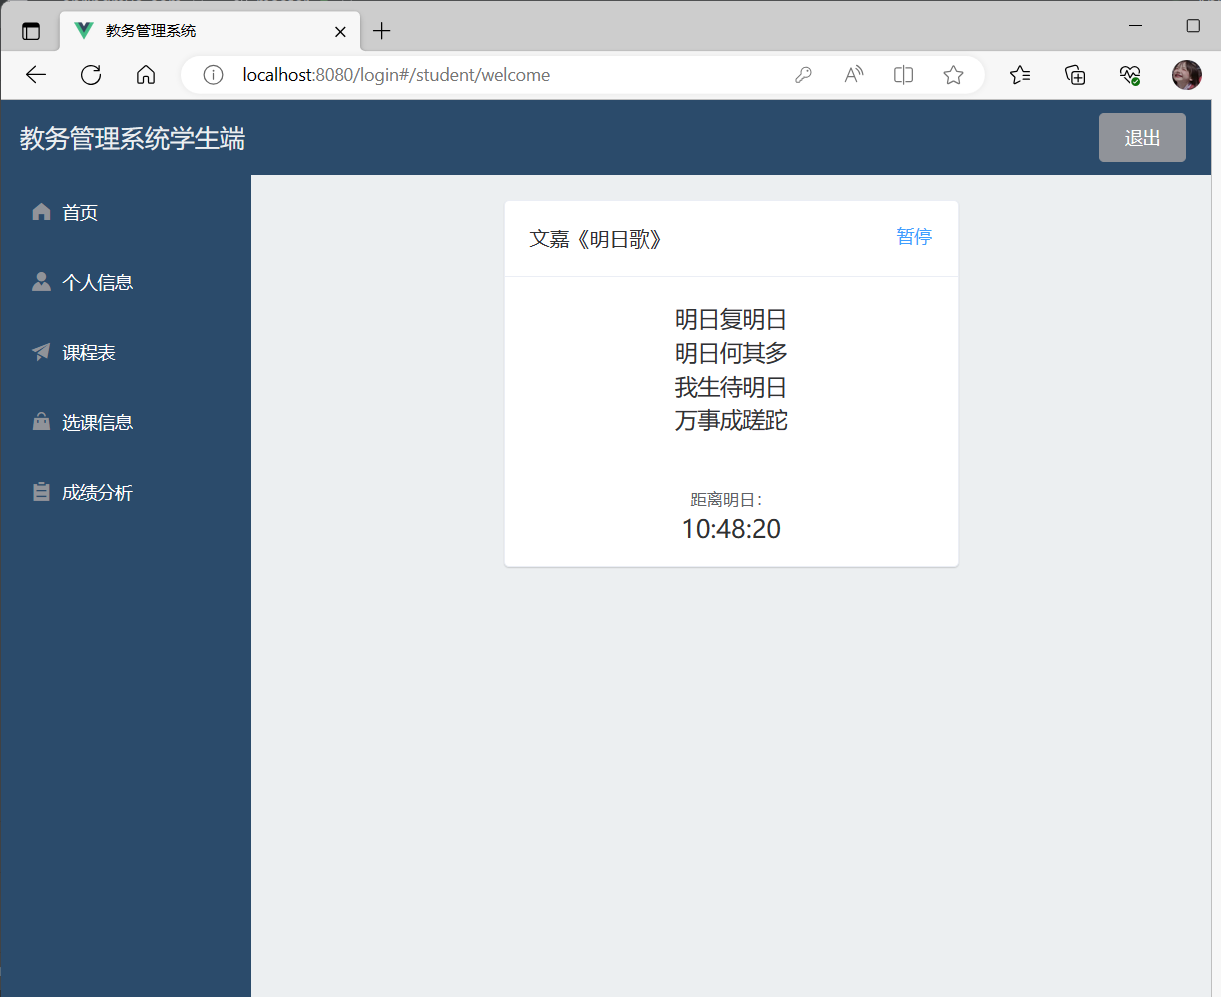 教务管理系统
localhost:8080/login#/student/welcome
教务管理系统学生端
退出
首页
个人信息
课程表
选课信息
成绩分析
文嘉《明日歌》
暂停
明日复明日
明日何其多
我生待明日
万事成蹉跎
距离明日：
10:48:20